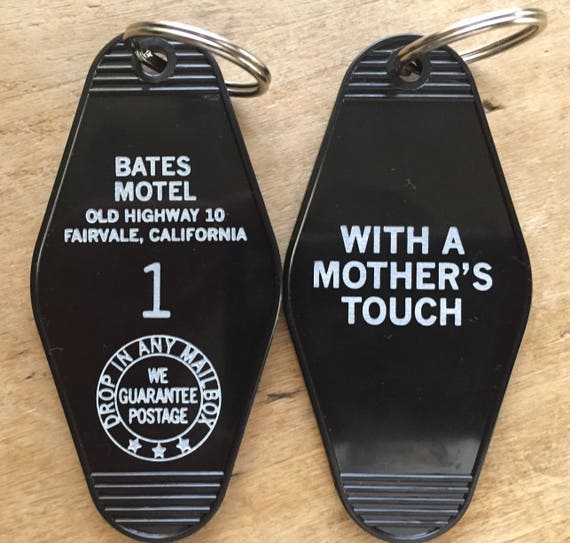 BATES
MOTEL
OLD HIGHWAY 10
FAIRVALE, CALIFORNIA
1
DROP IN ANY MAILBOX
WE
GUARANTEE
POSTAGE
WITH A
MOTHER'S
TOUCH